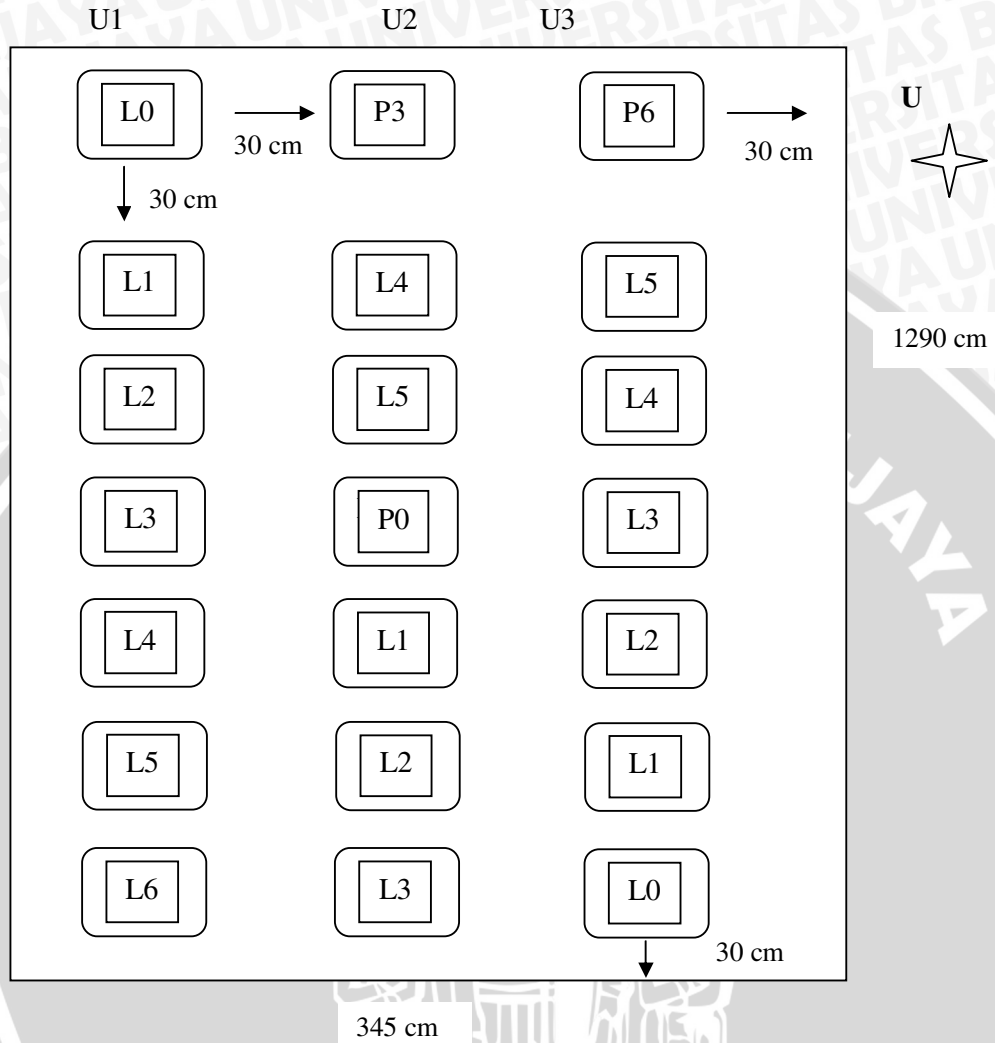 U1 U2 U3
L0 P3 P6 U
30 cm 30 cm
30 cm
L1 L4 L5
1290 cm
L2 L5 L4
L3 P0 L3
L4 L1 L2
L5 L2 L1
L6 L3 L0
30 cm
345 cm
JAYA